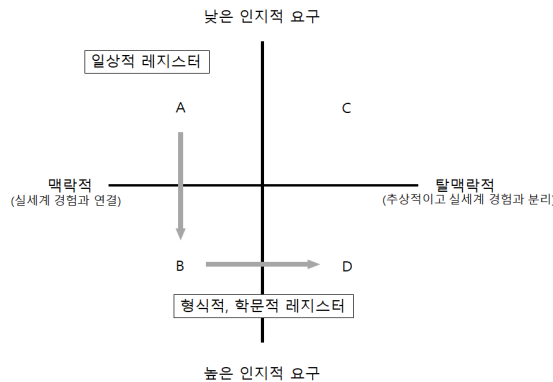 낮은 인지적 요구
일상적 레지스터
A
C
맥락적
(실세계 경험과 연결)
탈맥락적
(추상적이고 실세계 경험과 분리)
B
D
형식적, 학문적 레지스터
높은 인지적 요구